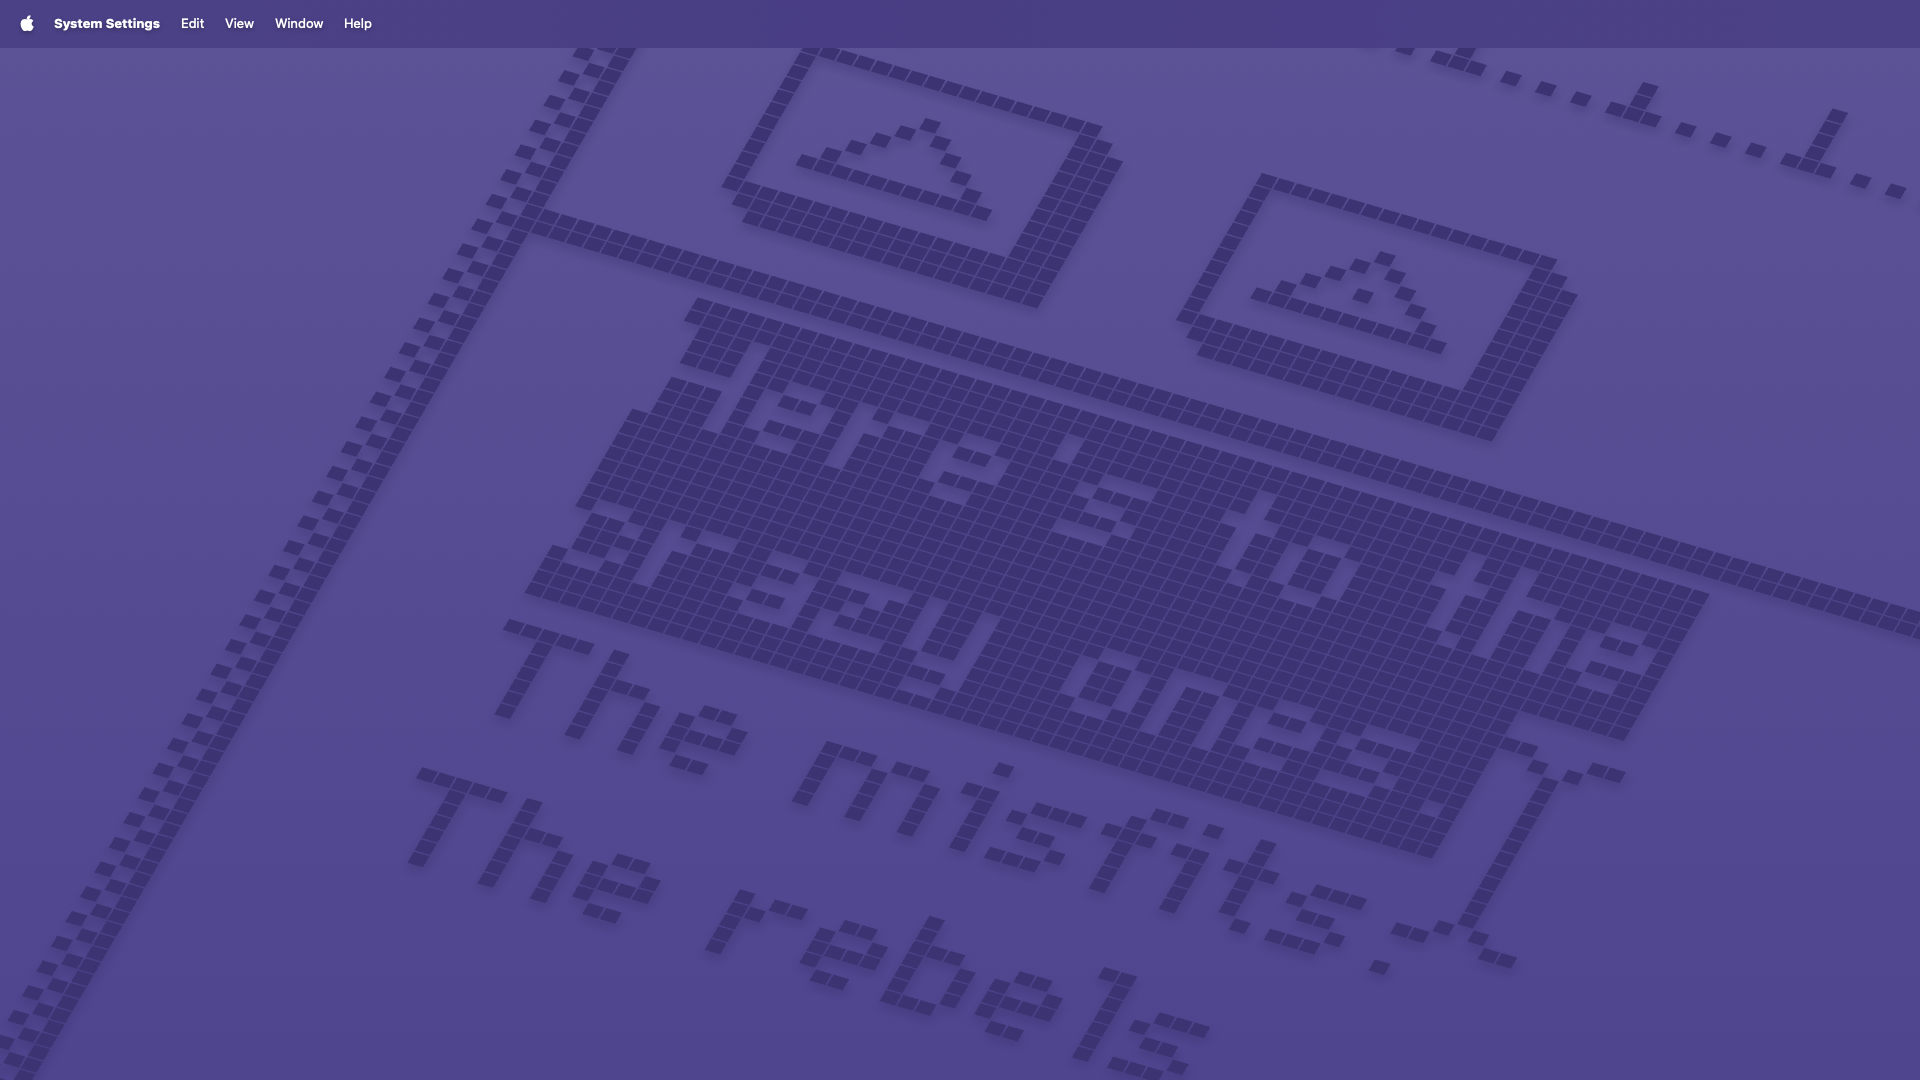 System Settings Edit View Window Help
Here's to the
crazy ones.
The misfits.
The rebels